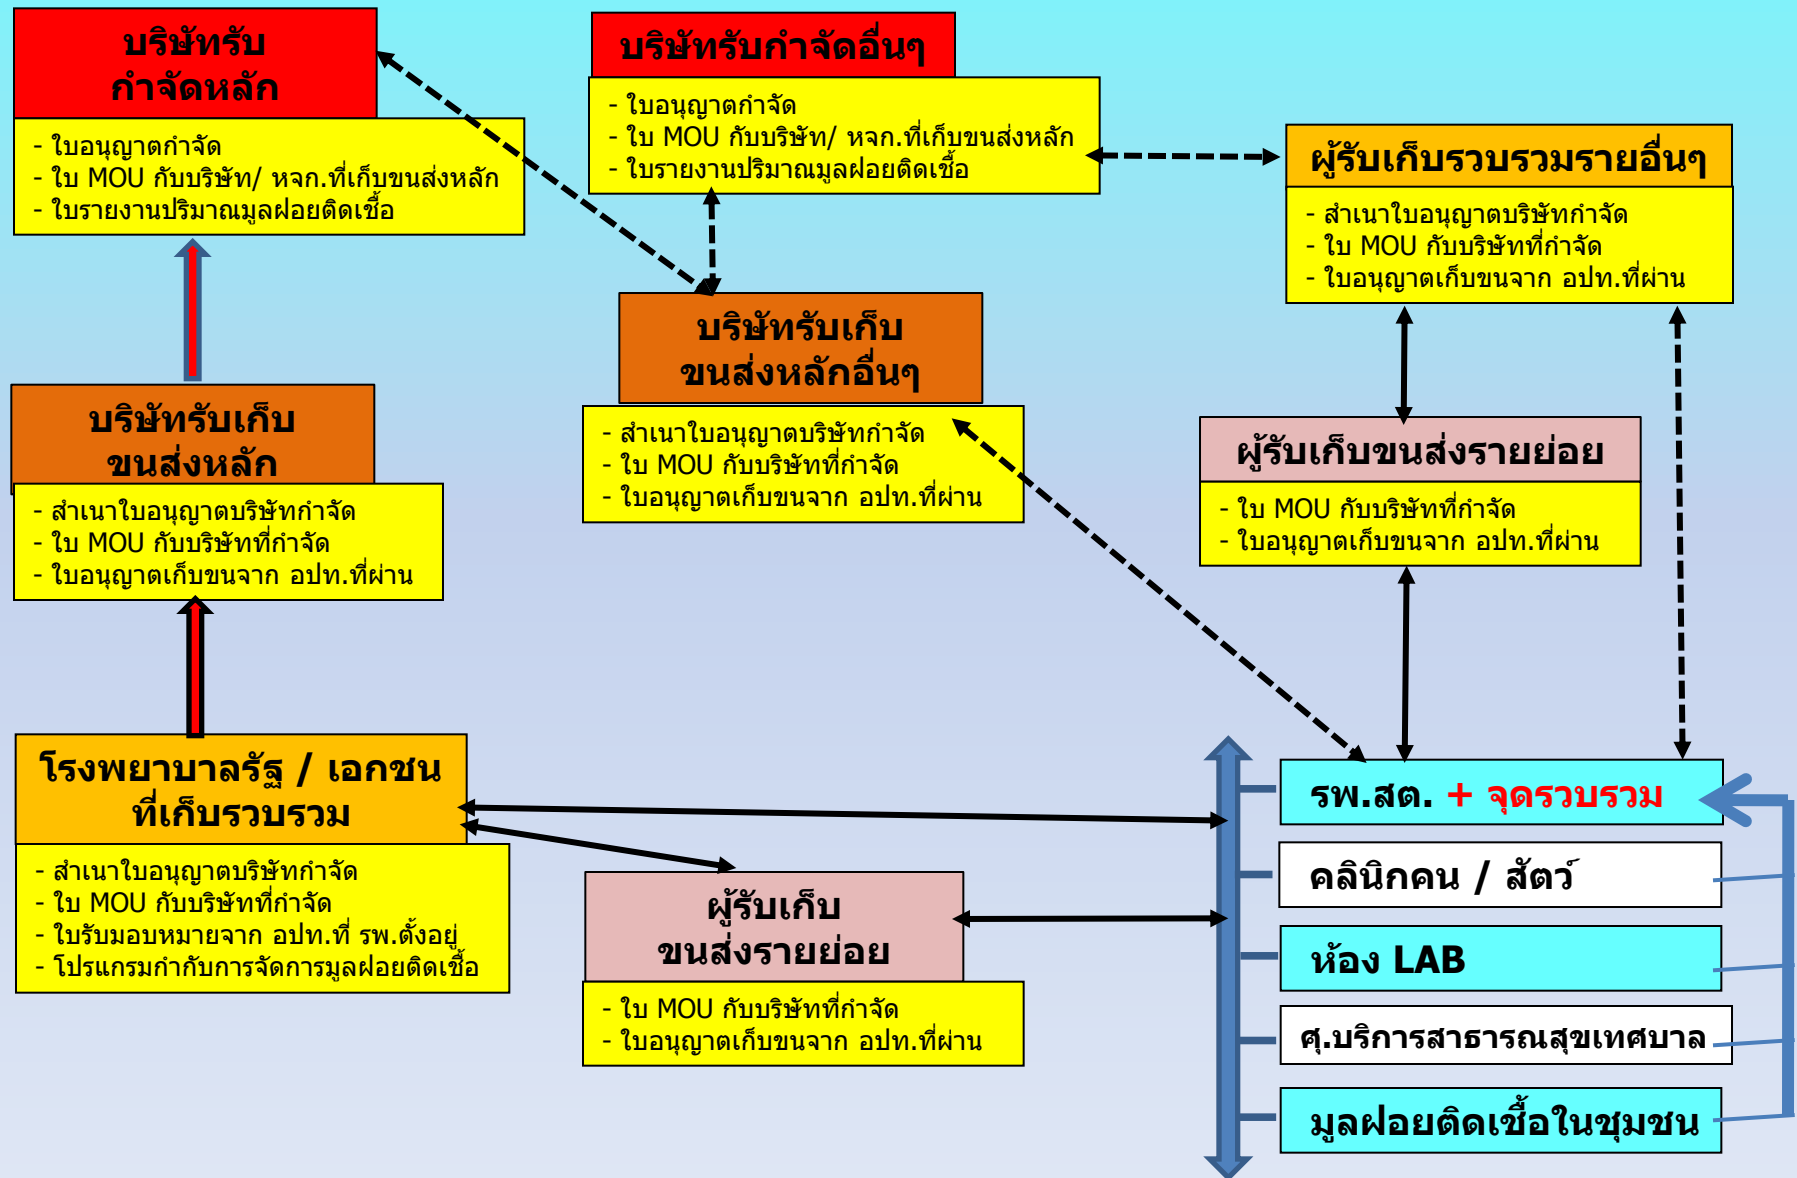 บริษัทรับ
กำจัดหลัก
- ใบอนุญาตกำจัด
- ใบ MOU กับบริษัท/ หจก.ที่เก็บขนส่งหลัก
- ใบรายงานปริมาณมูลฝอยติดเชื้อ
บริษัทรับกำจัดอื่นๆ
- ใบอนุญาตกำจัด
- ใบ MOU กับบริษัท/ หจก.ที่เก็บขนส่งหลัก
- ใบรายงานปริมาณมูลฝอยติดเชื้อ
ผู้รับเก็บรวบรวมรายอื่นๆ
- สำเนาใบอนุญาตบริษัทกำจัด
- ใบ MOU กับบริษัทที่กำจัด
- ใบอนุญาตเก็บขนจาก อปท.ที่ผ่าน
บริษัทรับเก็บ
ขนส่งหลักอื่นๆ
- สำเนาใบอนุญาตบริษัทกำจัด
- ใบ MOU กับบริษัทที่กำจัด
- ใบอนุญาตเก็บขนจาก อปท.ที่ผ่าน
บริษัทรับเก็บ
ขนส่งหลัก
- สำเนาใบอนุญาตบริษัทกำจัด
- ใบ MOU กับบริษัทที่กำจัด
- ใบอนุญาตเก็บขนจาก อปท.ที่ผ่าน
ผู้รับเก็บขนส่งรายย่อย
- ใบ MOU กับบริษัทที่กำจัด
- ใบอนุญาตเก็บขนจาก อปท.ที่ผ่าน
โรงพยาบาลรัฐ / เอกชน
ที่เก็บรวบรวม
- สำเนาใบอนุญาตบริษัทกำจัด
- ใบ MOU กับบริษัทที่กำจัด
- ใบรับมอบหมายจาก อปท.ที่ รพ.ตั้งอยู่
- โปรแกรมกำกับการจัดการมูลฝอยติดเชื้อ
ผู้รับเก็บ
ขนส่งรายย่อย
- ใบ MOU กับบริษัทที่กำจัด
- ใบอนุญาตเก็บขนจาก อปท.ที่ผ่าน
รพ.สต. + จุดรวบรวม
คลินิกคน / สัตว์
ห้อง LAB
ศุ.บริการสาธารณสุขเทศบาล
มูลฝอยติดเชื้อในชุมชน